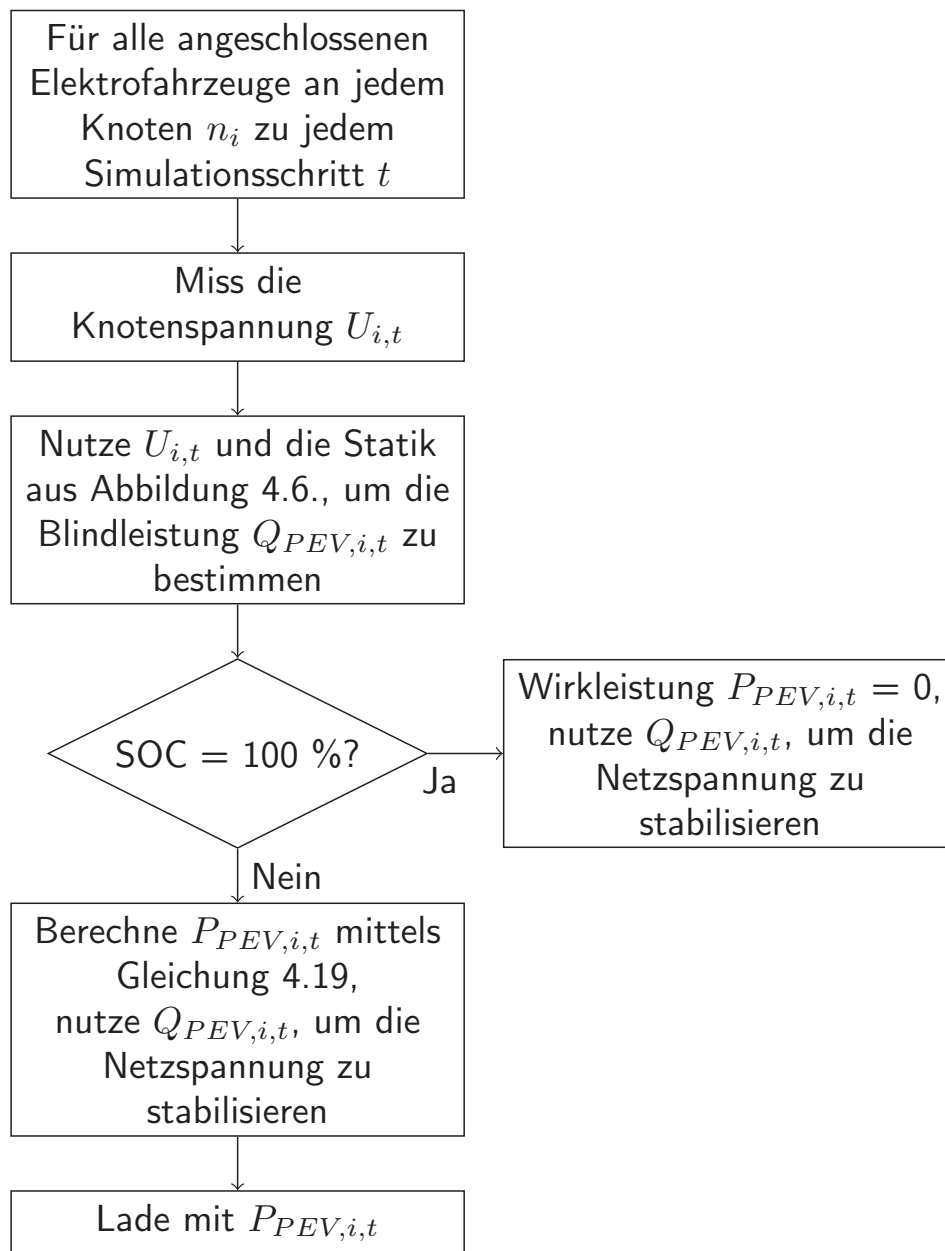 Für alle angeschlossenen
Elektrofahrzeuge an jedem
Knoten $n_i$ zu jedem
Simulationsschritt $t$
Miss die
Knotenspannung $U_{i,t}$
Nutze $U_{i,t}$ und die Statik
aus Abbildung 4.6., um die
Blindleistung $Q_{PEV,i,t}$ zu
bestimmen
SOC = 100 %?
Ja
Wirkleistung $P_{PEV,i,t} = 0$,
nutze $Q_{PEV,i,t}$, um die
Netzspannung zu
stabilisieren
Nein
Berechne $P_{PEV,i,t}$ mittels
Gleichung 4.19,
nutze $Q_{PEV,i,t}$, um die
Netzspannung zu
stabilisieren
Lade mit $P_{PEV,i,t}$